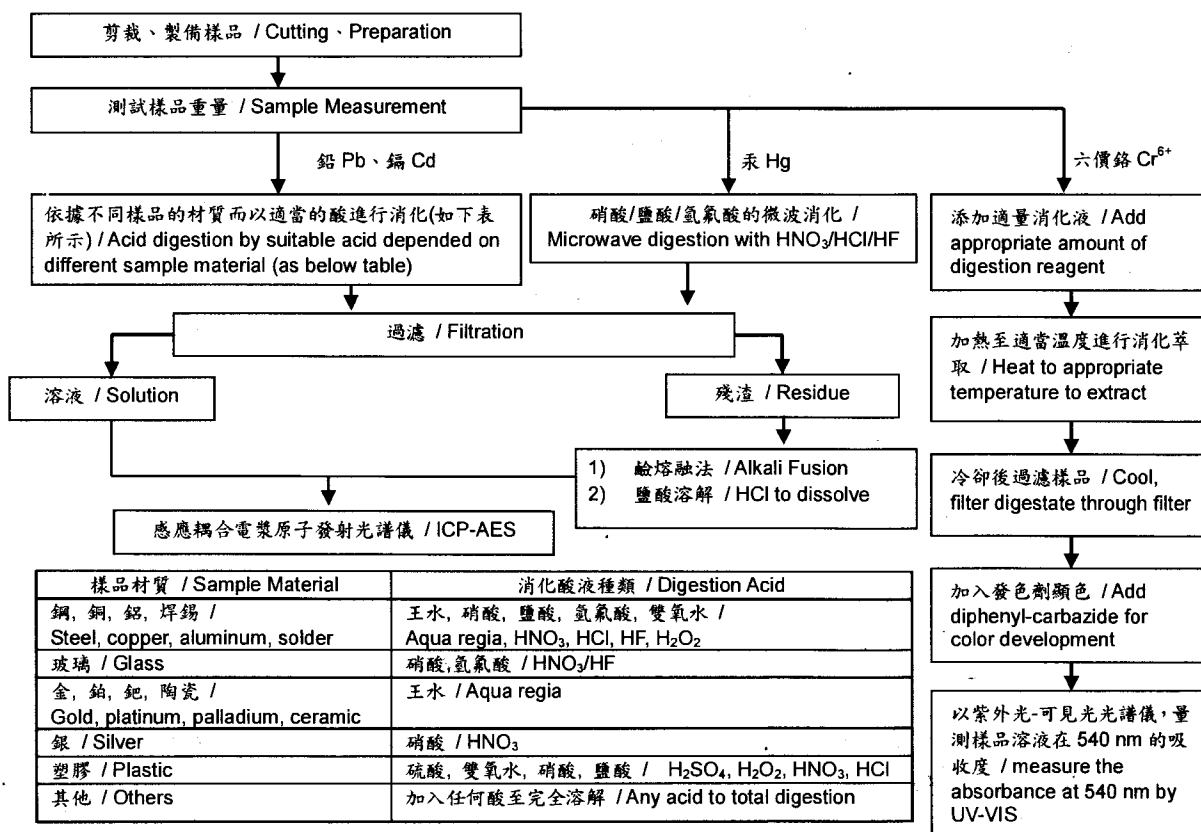 剪裁、製備樣品 / Cutting、Preparation
測試樣品重量 / Sample Measurement
鉛 Pb、鎘 Cd
汞 Hg
六價鉻 Cr⁶⁺
依據不同樣品的材質而以適當的酸進行消化(如下表
所示) / Acid digestion by suitable acid depended on
different sample material (as below table)
硝酸/鹽酸/氫氟酸的微波消化 /
Microwave digestion with HNO₃/HCl/HF
添加適量消化液 / Add
appropriate amount of
digestion reagent
過濾 / Filtration
加熱至適當溫度進行消化萃
取 / Heat to appropriate
temperature to extract
溶液 / Solution
殘渣 / Residue
1) 鹼熔融法 / Alkali Fusion
2) 鹽酸溶解 / HCl to dissolve
冷卻後過濾樣品 / Cool,
filter digestate through filter
感應耦合電漿原子發射光譜儀 / ICP-AES
加入發色劑顯色 / Add
diphenyl-carbazide for
color development
以紫外光-可見光光譜儀，量
測樣品溶液在 540 nm 的吸
收度 / measure the
absorbance at 540 nm by
UV-VIS
樣品材質 / Sample Material
消化酸液種類 / Digestion Acid
鋼, 銅, 鋁, 焊錫 /
Steel, copper, aluminum, solder
王水, 硝酸, 鹽酸, 氫氟酸, 雙氧水 /
Aqua regia, HNO₃, HCl, HF, H₂O₂
玻璃 / Glass
硝酸,氫氟酸 / HNO₃/HF
金, 鉑, 鈀, 陶瓷 /
Gold, platinum, palladium, ceramic
王水 / Aqua regia
銀 / Silver
硝酸 / HNO₃
塑膠 / Plastic
硫酸, 雙氧水, 硝酸, 鹽酸 / H₂SO₄, H₂O₂, HNO₃, HCl
其他 / Others
加入任何酸至完全溶解 / Any acid to total digestion